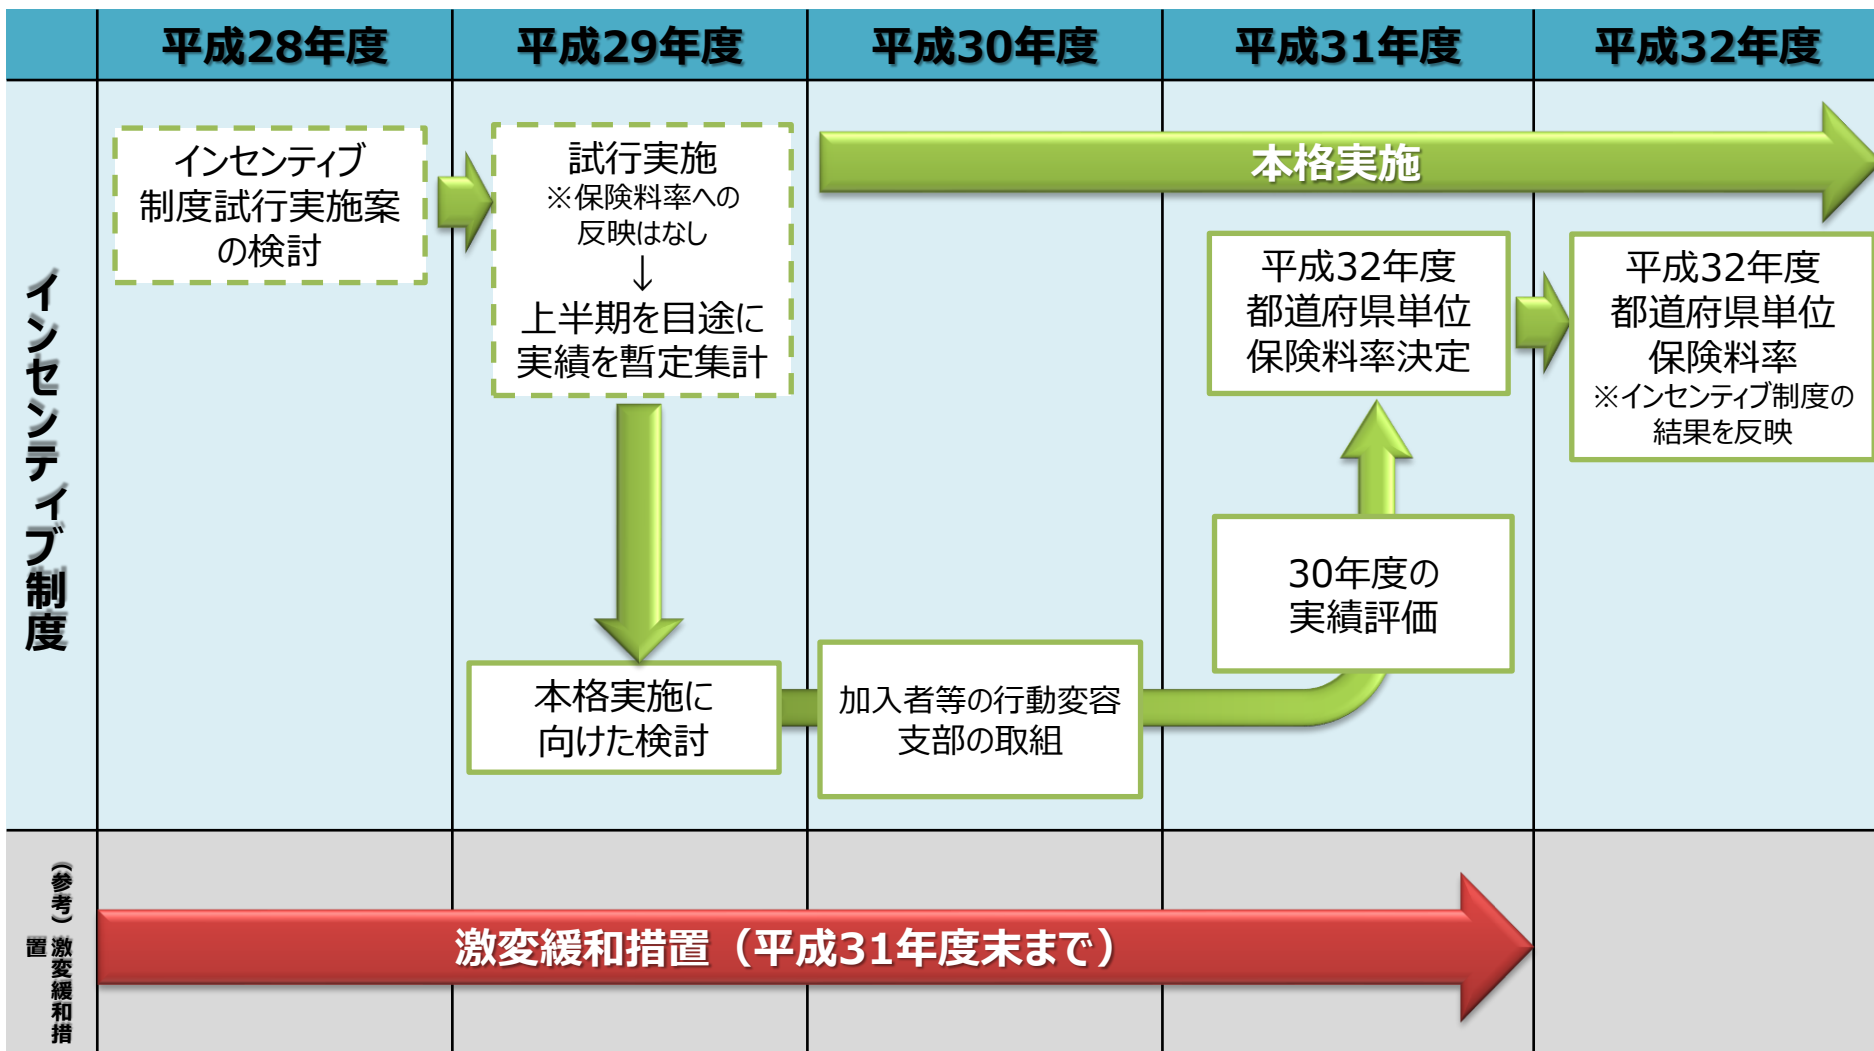 平成28年度
平成29年度
平成30年度
平成31年度
平成32年度
インセンティブ制度
インセンティブ
制度試行実施案
の検討
試行実施
※保険料率への
反映はなし
↓
上半期を目途に
実績を暫定集計
本格実施に
向けた検討
本格実施
加入者等の行動変容
支部の取組
30年度の
実績評価
平成32年度
都道府県単位
保険料率決定
平成32年度
都道府県単位
保険料率
※インセンティブ制度の
結果を反映
（参考）激変緩和措
置
激変緩和措置（平成31年度末まで）